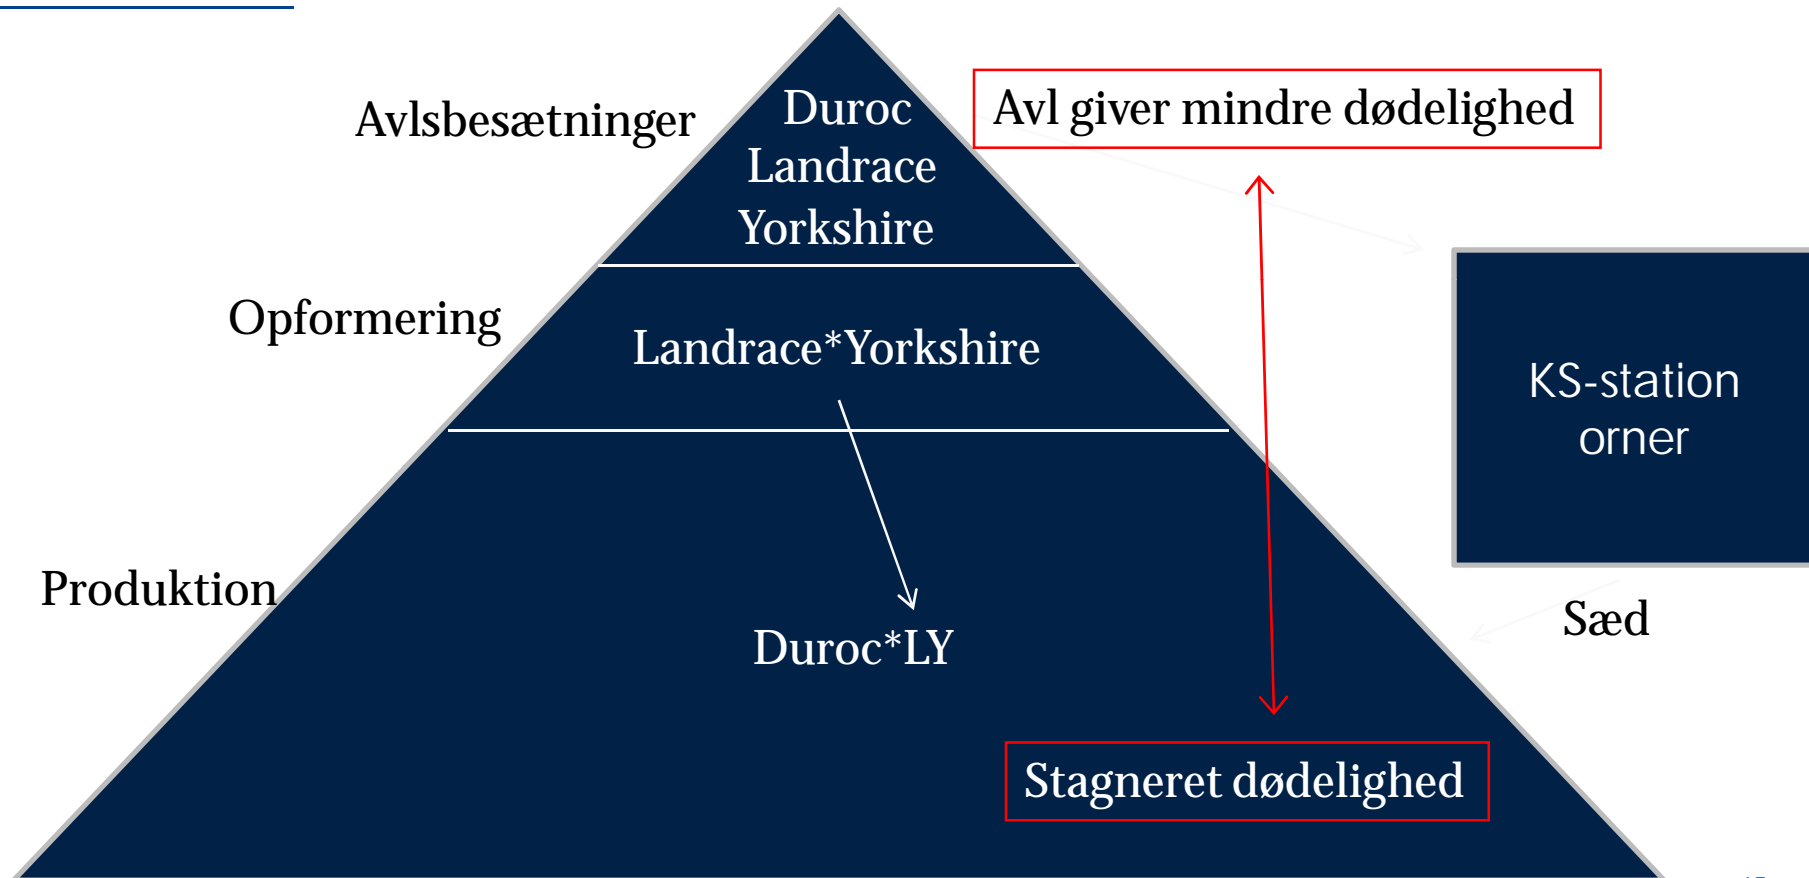 Avlsbesætninger
Duroc
Landrace
Yorkshire
Avl giver mindre dødelighed
Opformering
Landrace*Yorkshire
KS-station
orner
Produktion
Sæd
Duroc*LY
Stagneret dødelighed